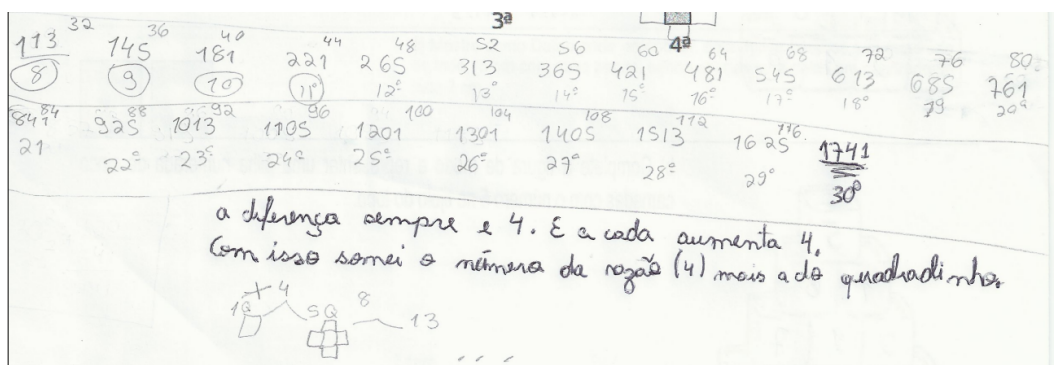 3ª
4ª
32 36 40 44 48 52 56 60 64 68 72 76 80
113 145 181 221 265 313 365 421 481 545 613 685 761
8 9 10 11º 12º 13º 14º 15º 16º 17º 18º 19 20º
84 88 92 96 100 104 108 112 116
841 925 1013 1105 1201 1301 1405 1513 1625 1741
21 22º 23º 24º 25º 26º 27º 28º 29º 30º
a diferença sempre e 4. E a cada aumenta 4.
Com isso somei o número da razão (4) mais a do quadradinho.
+ 4 8
1Q 5Q 13